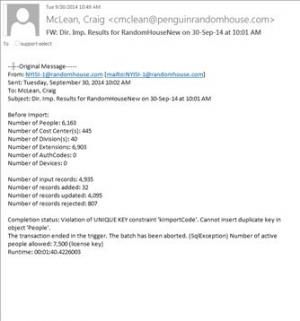 Tue 9/30/2014 10:49 AM
McLean, Craig <cmclean@penguinrandomhouse.com>
FW: Dir. Imp. Results for RandomHouseNew on 30-Sep-14 at 10:01 AM
To support-select
-----Original Message-----
From: NYISI-1@randomhouse.com [mailto:NYISI-1@randomhouse.com]
Sent: Tuesday, September 30, 2014 10:02 AM
To: McLean, Craig
Subject: Dir. Imp. Results for RandomHouseNew on 30-Sep-14 at 10:01 AM
Before Import:
Number of People: 6,163
Number of Cost Center(s): 445
Number of Division(s): 40
Number of Extensions: 6,903
Number of AuthCodes: 0
Number of Devices: 0
Number of input records: 4,935
Number of records added: 32
Number of records updated: 4,095
Number of records rejected: 807
Completion status: Violation of UNIQUE KEY constraint 'kImportCode'. Cannot insert duplicate key in
object 'People'.
The transaction ended in the trigger. The batch has been aborted. (SqlException) Number of active
people allowed: 7,500 (license key)
Runtime: 00:01:40.4226003